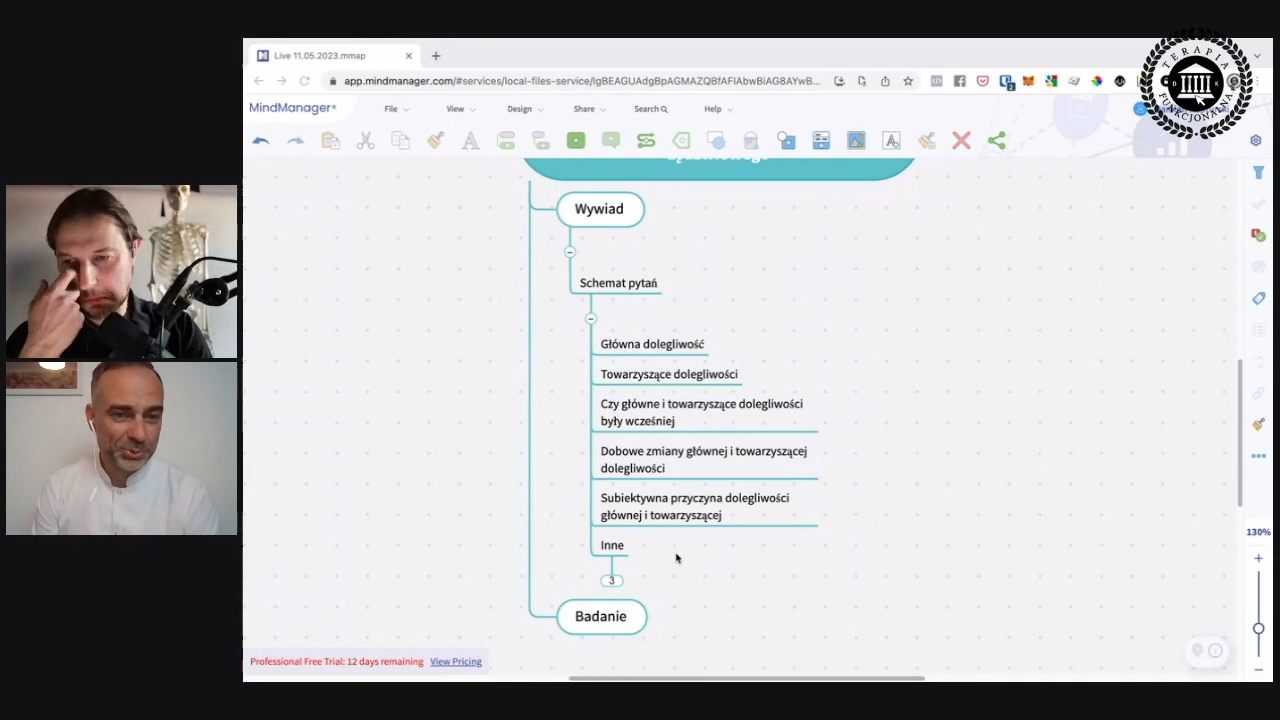 Live 11.05.2023.mmap
app.mindmanager.com/#services/local-files-service/IgBEAGUAdgBpAGMAZQBfAFIAbwBiAG8AYwB...
MindManager
File
View
Design
Share
Search
Help
TERAPIA
FUNKCJONALNA
Wywiad
Schemat pytań
Główna dolegliwość
Towarzyszące dolegliwości
Czy główne i towarzyszące dolegliwości
były wcześniej
Dobowe zmiany głównej i towarzyszącej
dolegliwości
Subiektywna przyczyna dolegliwości
głównej i towarzyszącej
Inne
3
Badanie
130%
Professional Free Trial: 12 days remaining View Pricing